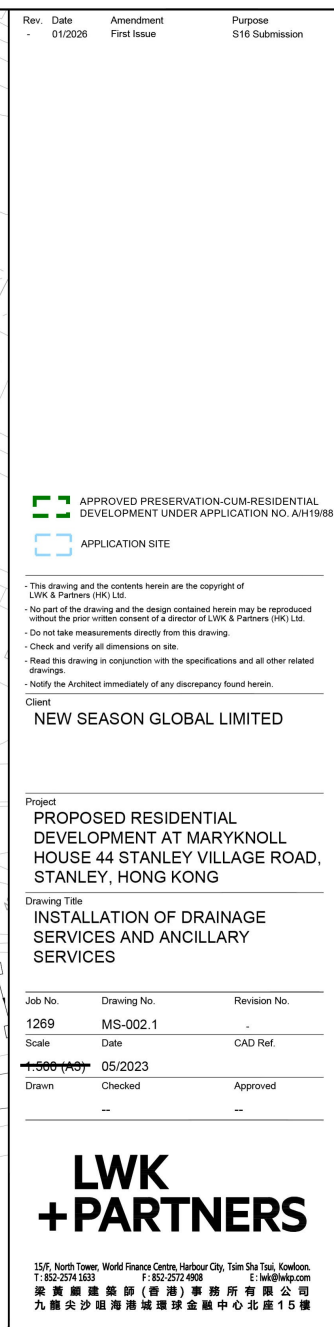 Rev. Date Amendment Purpose
- 01/2026 First Issue S16 Submission
APPROVED PRESERVATION-CUM-RESIDENTIAL
DEVELOPMENT UNDER APPLICATION NO. A/H19/88
APPLICATION SITE
- This drawing and the contents herein are the copyright of
LWK & Partners (HK) Ltd.
- No part of the drawing and the design contained herein may be reproduced
without the prior written consent of a director of LWK & Partners (HK) Ltd.
- Do not take measurements directly from this drawing.
- Check and verify all dimensions on site.
- Read this drawing in conjunction with the specifications and all other related
drawings.
- Notify the Architect immediately of any discrepancy found herein.
Client
NEW SEASON GLOBAL LIMITED
Project
PROPOSED RESIDENTIAL
DEVELOPMENT AT MARYKNOLL
HOUSE 44 STANLEY VILLAGE ROAD,
STANLEY, HONG KONG
Drawing Title
INSTALLATION OF DRAINAGE
SERVICES AND ANCILLARY
SERVICES
Job No. Drawing No. Revision No.
1269 MS-002.1 -
Scale Date CAD Ref.
1:500 (A3) 05/2023
Drawn Checked Approved
-- --
LWK
+PARTNERS
15/F, North Tower, World Finance Centre, Harbour City, Tsim Sha Tsui, Kowloon.
T : 852-2574 1633 F : 852-2572 4908 E : lwk@lwkp.com
梁黃顧建築師(香港)事務所有限公司
九龍尖沙咀海港城環球金融中心北座15樓